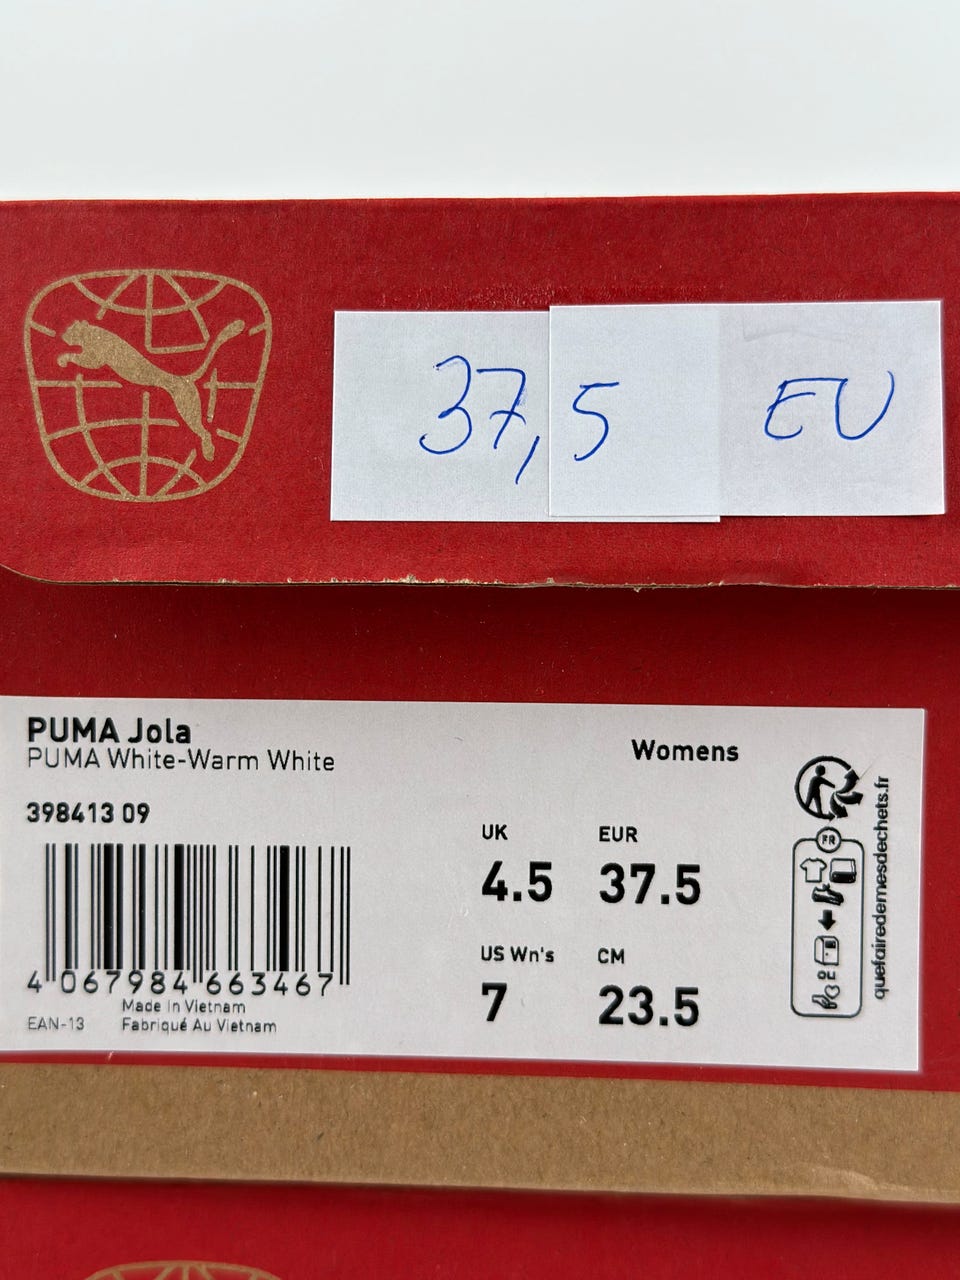 37,5 EU
PUMA Jola
PUMA White-Warm White
Womens
398413 09
UK EUR
4.5 37.5
US Wn's CM
7 23.5
4 067984 663467
Made In Vietnam
EAN-13 Fabriqué Au Vietnam
FR
quefairedemesdechets.fr